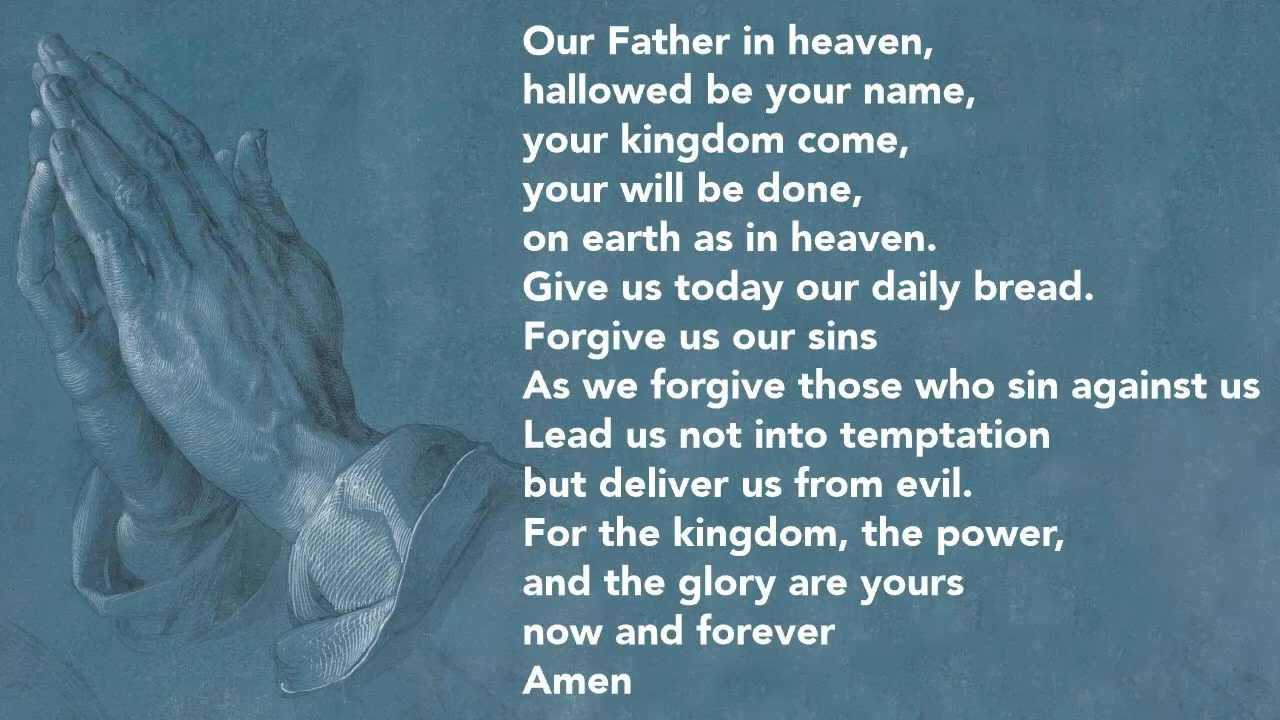 Our Father in heaven,
hallowed be your name,
your kingdom come,
your will be done,
on earth as in heaven.
Give us today our daily bread.
Forgive us our sins
As we forgive those who sin against us
Lead us not into temptation
but deliver us from evil.
For the kingdom, the power,
and the glory are yours
now and forever
Amen